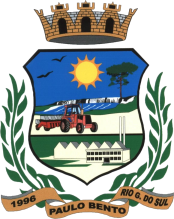 1996
PAULO BENTO
RIO G. DO SUL